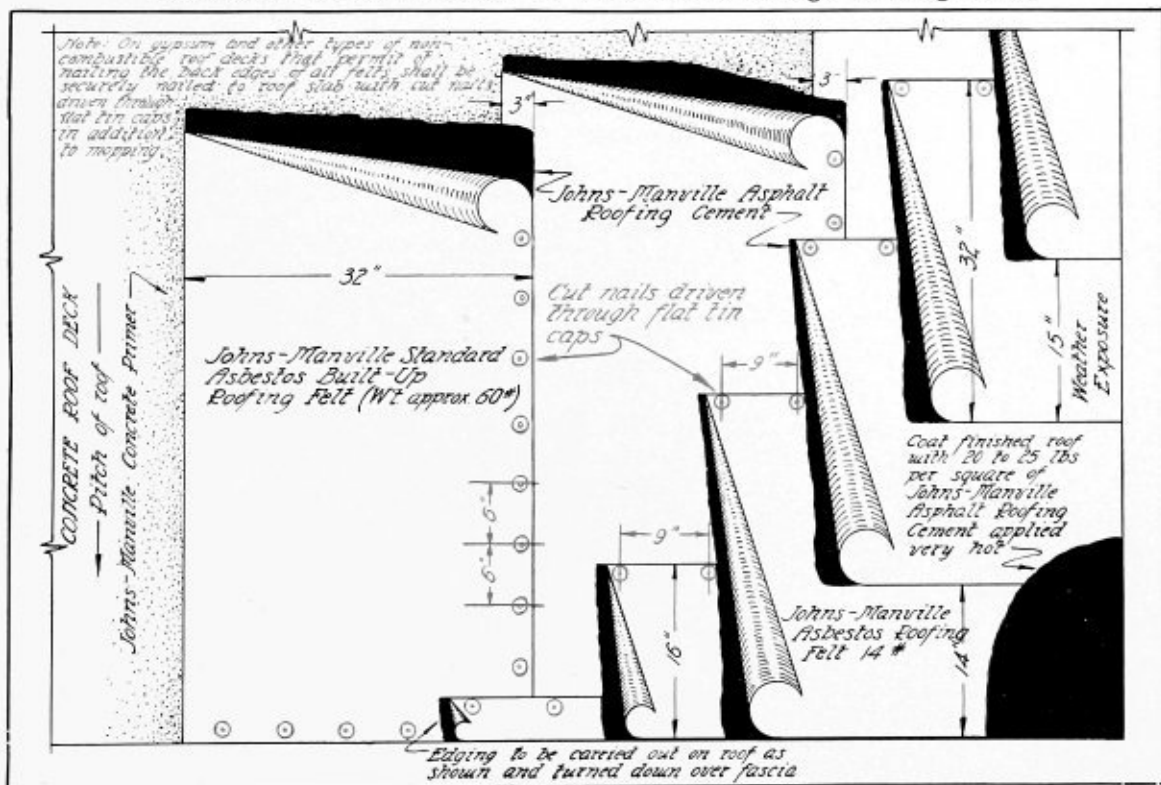 Note: On gypsum and other types of non-
combustible roof decks that permit of
nailing the back edges of all felts shall be
securely nailed to roof slab with cut nails
driven through
flat tin caps
in addition
to mopping.
3"
3"
Johns-Manville Asphalt
Roofing Cement
32"
32"
CONCRETE ROOF DECK
Pitch of roof
Johns-Manville Concrete Primer
Cut nails driven
through flat tin
caps
Johns-Manville Standard
Asbestos Built-Up
Roofing Felt (Wt approx. 60#)
9"
15"
Weather
Exposure
Coat finished roof
with 20 to 25 lbs
per square of
Johns-Manville
Asphalt Roofing
Cement applied
very hot
6"
6"
9"
16"
Johns-Manville
Asbestos Roofing
Felt 14#
14"
Edging to be carried out on roof as
shown and turned down over fascia